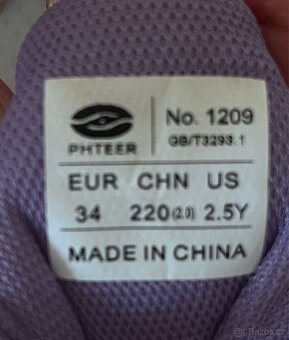 PHTEER
No. 1209
GB/T3293.1
EUR CHN US
34 220(2.0) 2.5Y
MADE IN CHINA